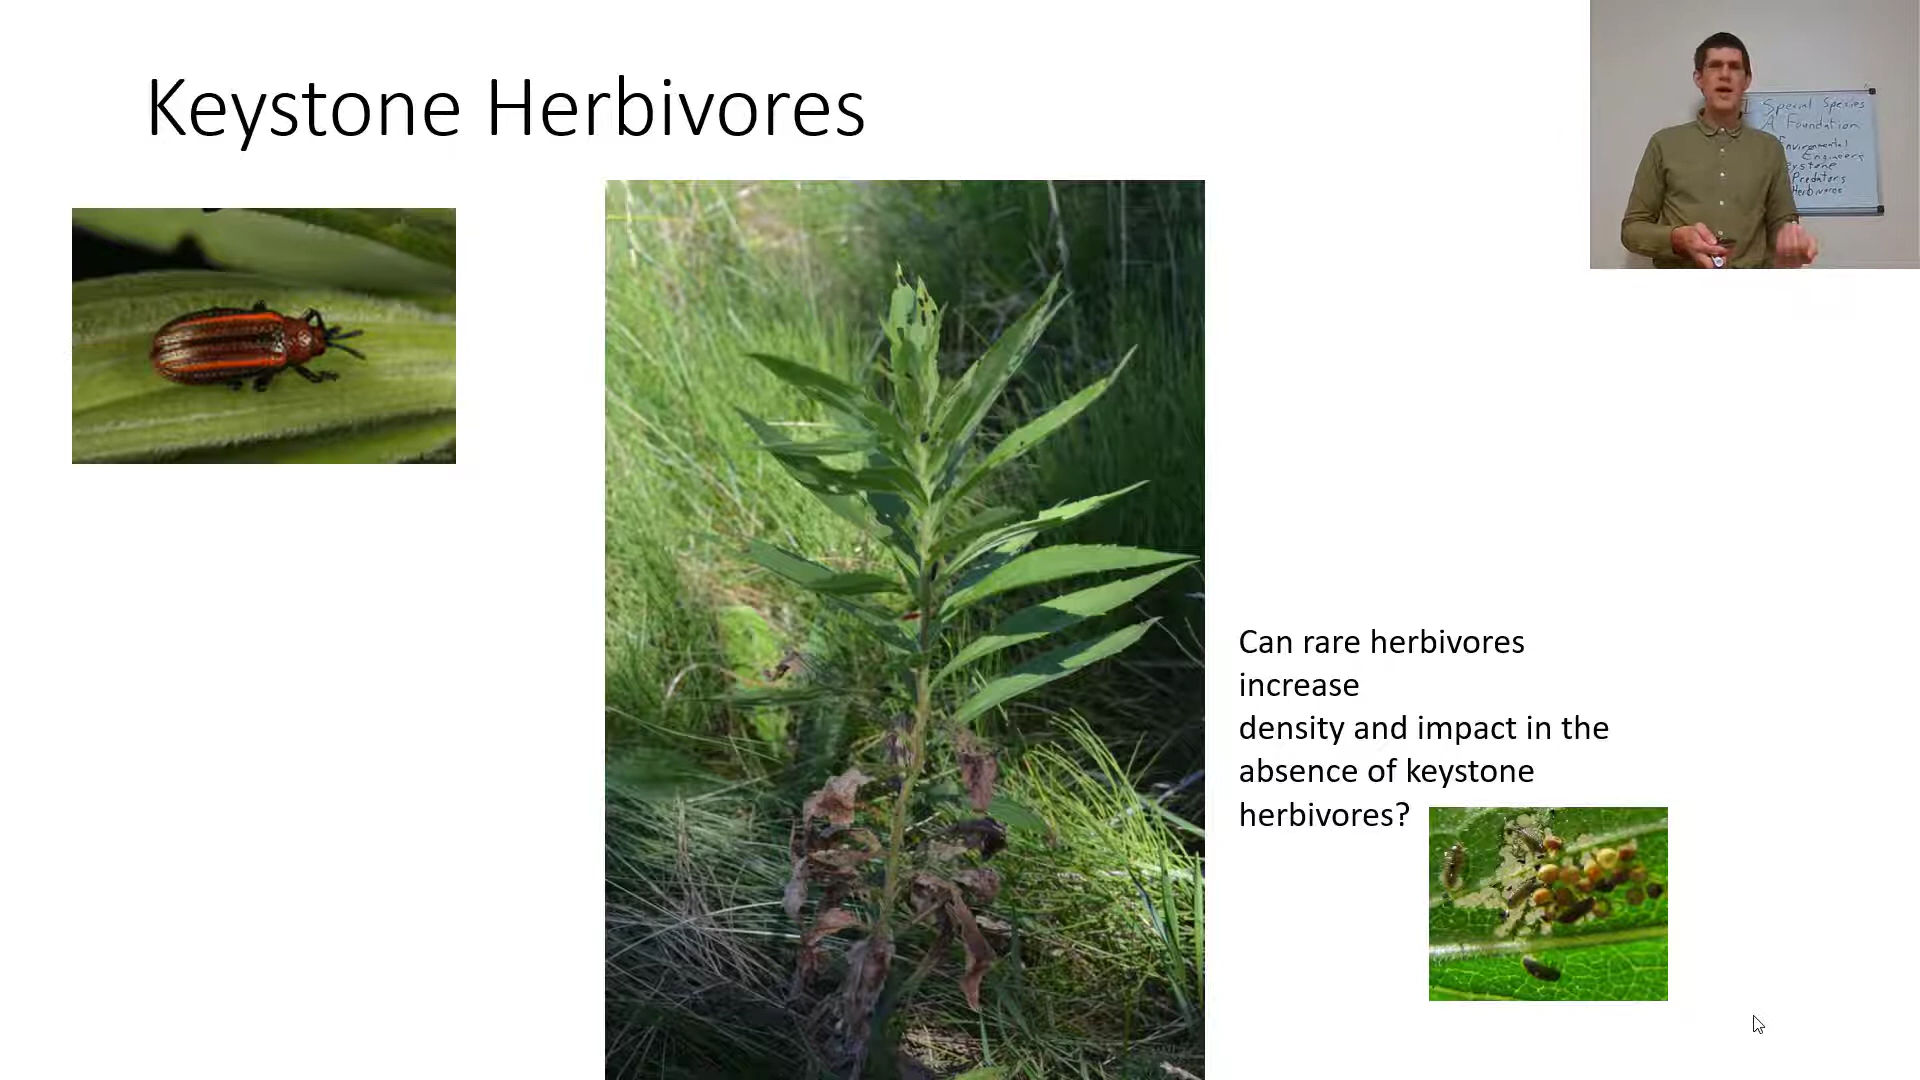 Keystone Herbivores
I Special Species
A Foundation
Environmental
Engineers
Keystone
Predators
Herbivores
Can rare herbivores
increase
density and impact in the
absence of keystone
herbivores?